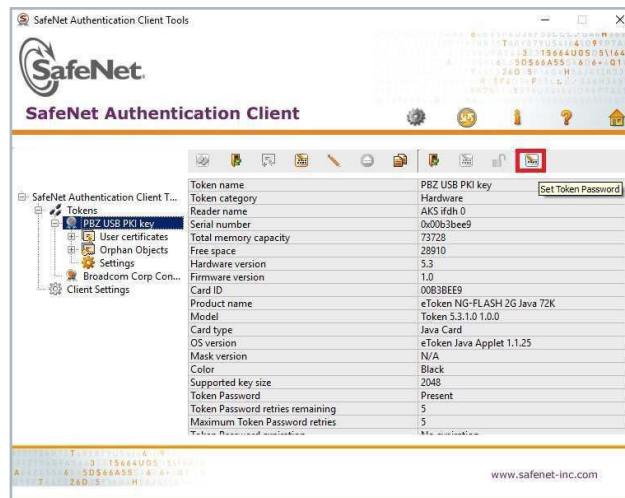 SafeNet Authentication Client Tools
SafeNet.
SafeNet Authentication Client
SafeNet Authentication Client T...
Tokens
PBZ USB PKI key
User certificates
Orphan Objects
Settings
Broadcom Corp Con...
Client Settings
Set Token Password
Token name PBZ USB PKI key
Token category Hardware
Reader name AKS ifdh 0
Serial number 0x00b3bee9
Total memory capacity 73728
Free space 28910
Hardware version 5.3
Firmware version 1.0
Card ID 00B3BEE9
Product name eToken NG-FLASH 2G Java 72K
Model Token 5.3.1.0 1.0.0
Card type Java Card
OS version eToken Java Applet 1.1.25
Mask version N/A
Color Black
Supported key size 2048
Token Password Present
Token Password retries remaining 5
Maximum Token Password retries 5
Token Password expiration No expiration
www.safenet-inc.com